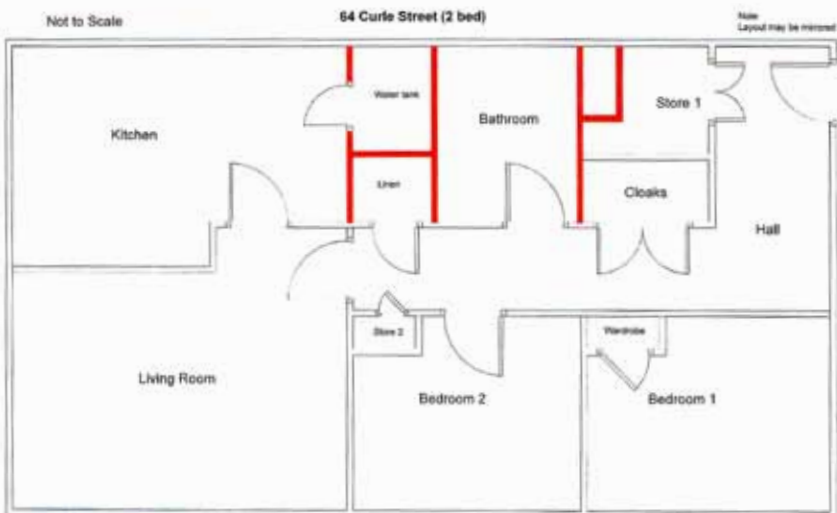 Not to Scale
64 Curle Street (2 bed)
Note
Layout may be mirrored
Kitchen
Water tank
Bathroom
Store 1
Linen
Cloaks
Hall
Store 2
Wardrobe
Living Room
Bedroom 2
Bedroom 1